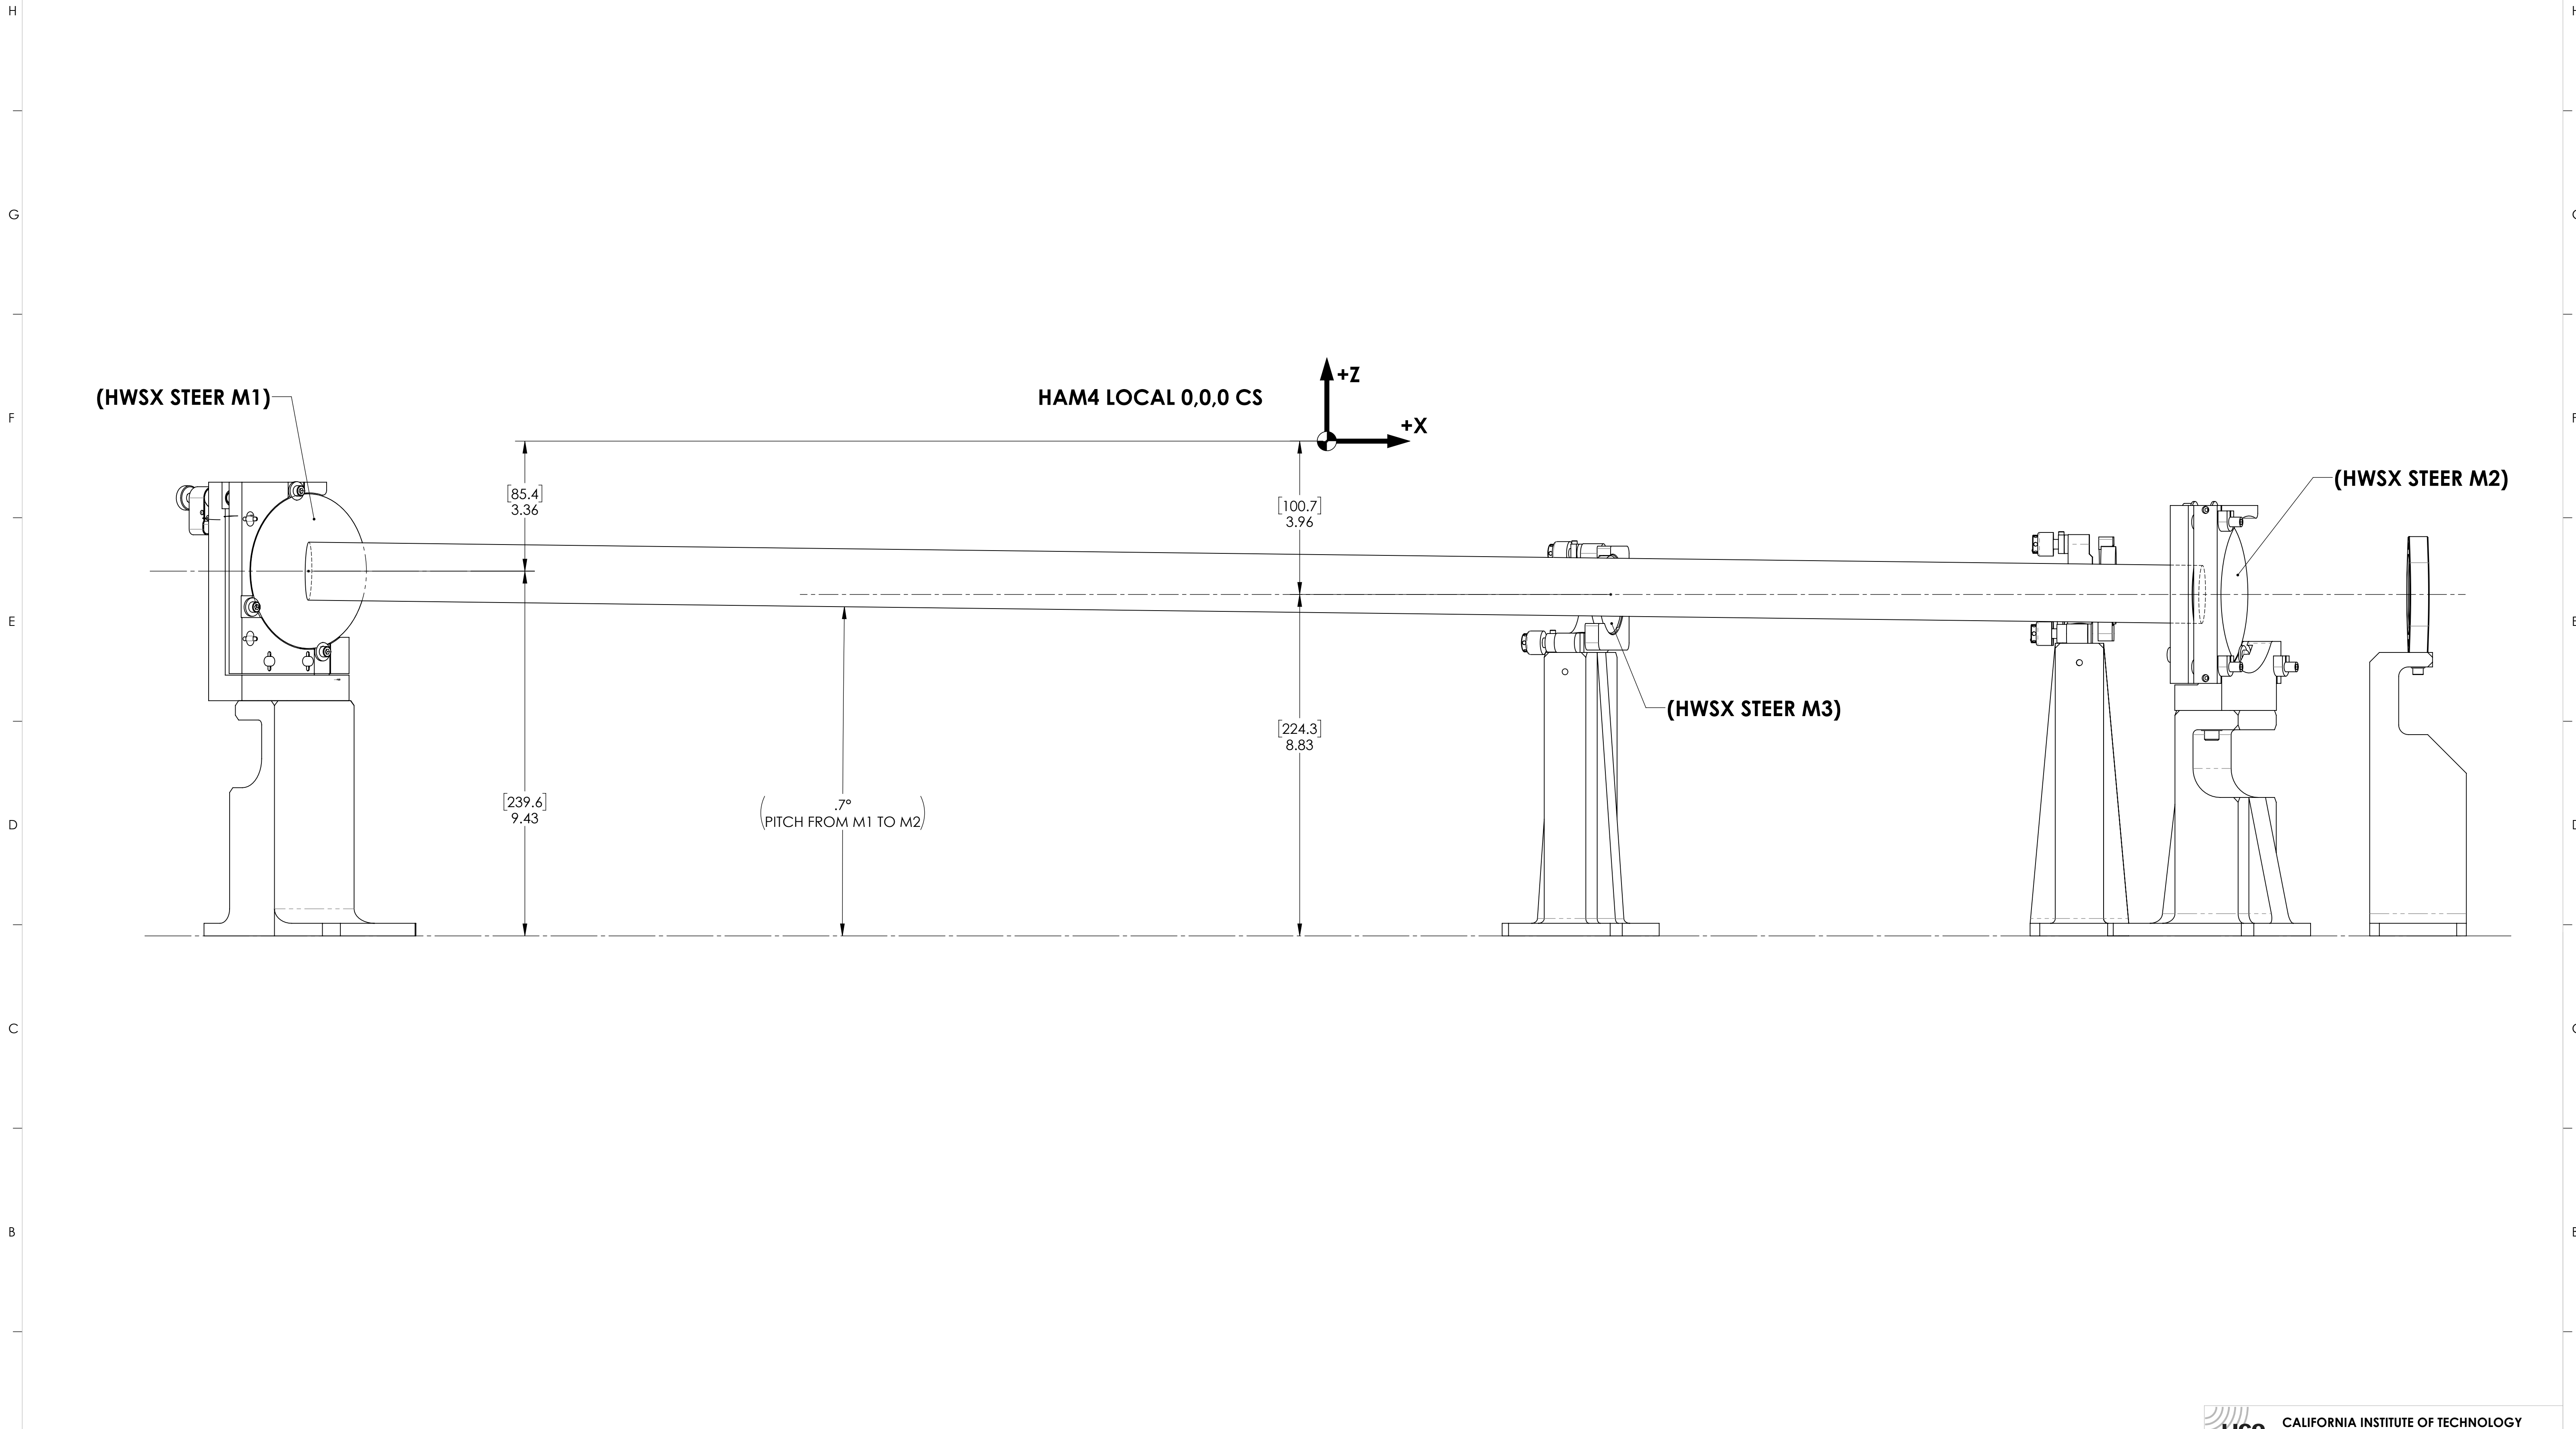 H
H
G
(HWSX STEER M1)
HAM4 LOCAL 0,0,0 CS
+Z
+X
F
F
(HWSX STEER M2)
[85.4]
3.36
[100.7]
3.96
E
E
(HWSX STEER M3)
[224.3]
8.83
[239.6]
9.43
(.7°
PITCH FROM M1 TO M2)
D
D
C
B
CALIFORNIA INSTITUTE OF TECHNOLOGY